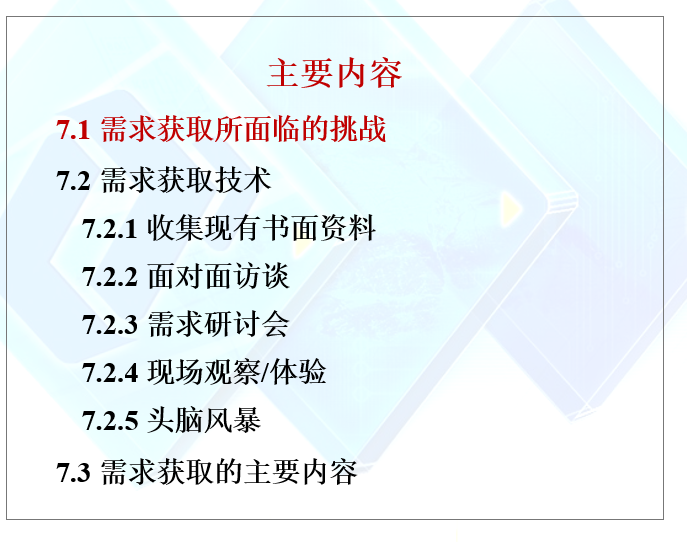 主要内容
7.1 需求获取所面临的挑战
7.2 需求获取技术
7.2.1 收集现有书面资料
7.2.2 面对面访谈
7.2.3 需求研讨会
7.2.4 现场观察/体验
7.2.5 头脑风暴
7.3 需求获取的主要内容